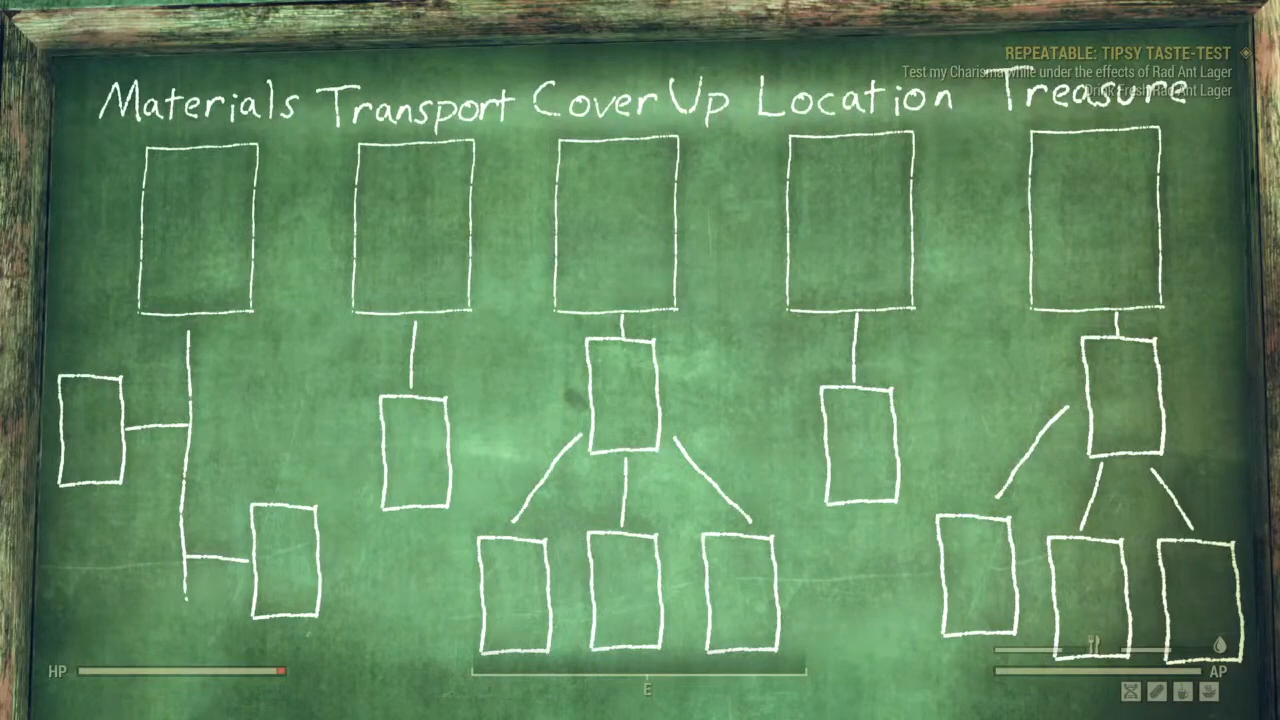 REPEATABLE: TIPSY TASTE-TEST
Test my Charisma while under the effects of Rad Ant Lager
Drink Fresh Rad Ant Lager
Materials Transport Cover Up Location Treasure
HP
E
AP